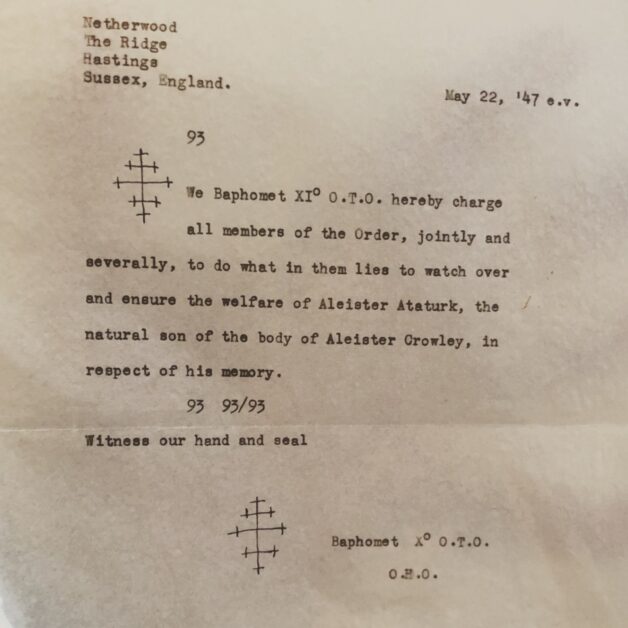 Netherwood
The Ridge
Hastings
Sussex, England.
May 22, '47 e.v.
93
We Baphomet XIº O.T.O. hereby charge
all members of the Order, jointly and
severally, to do what in them lies to watch over
and ensure the welfare of Aleister Ataturk, the
natural son of the body of Aleister Crowley, in
respect of his memory.
93 93/93
Witness our hand and seal
Baphomet Xº O.T.O.
O.H.O.